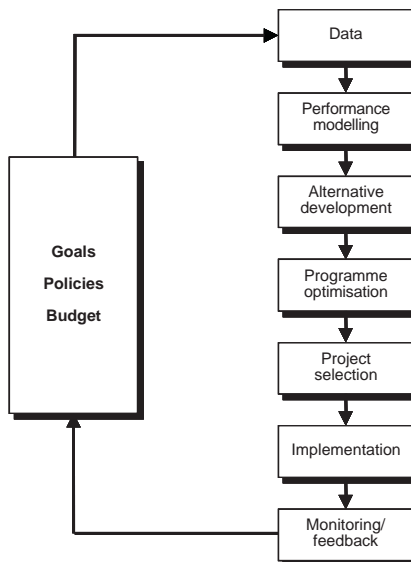 Data
Performance
modelling
Alternative
development
Goals
Policies
Budget
Programme
optimisation
Project
selection
Implementation
Monitoring/
feedback